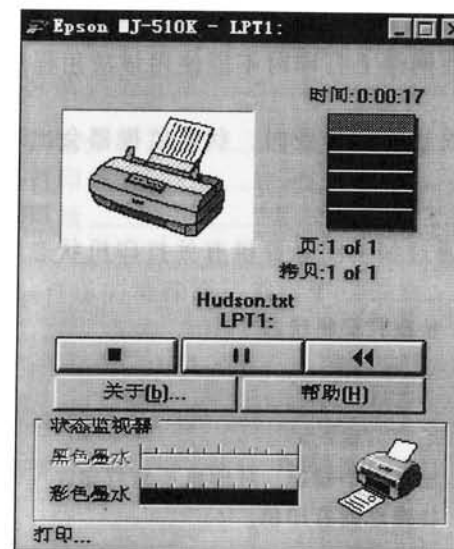 Epson MJ-510K - LPT1:
时间:0:00:17
页:1 of 1
拷贝:1 of 1
Hudson.txt
LPT1:
关于(b)...
帮助(H)
状态监视器
黑色墨水
彩色墨水
打印...